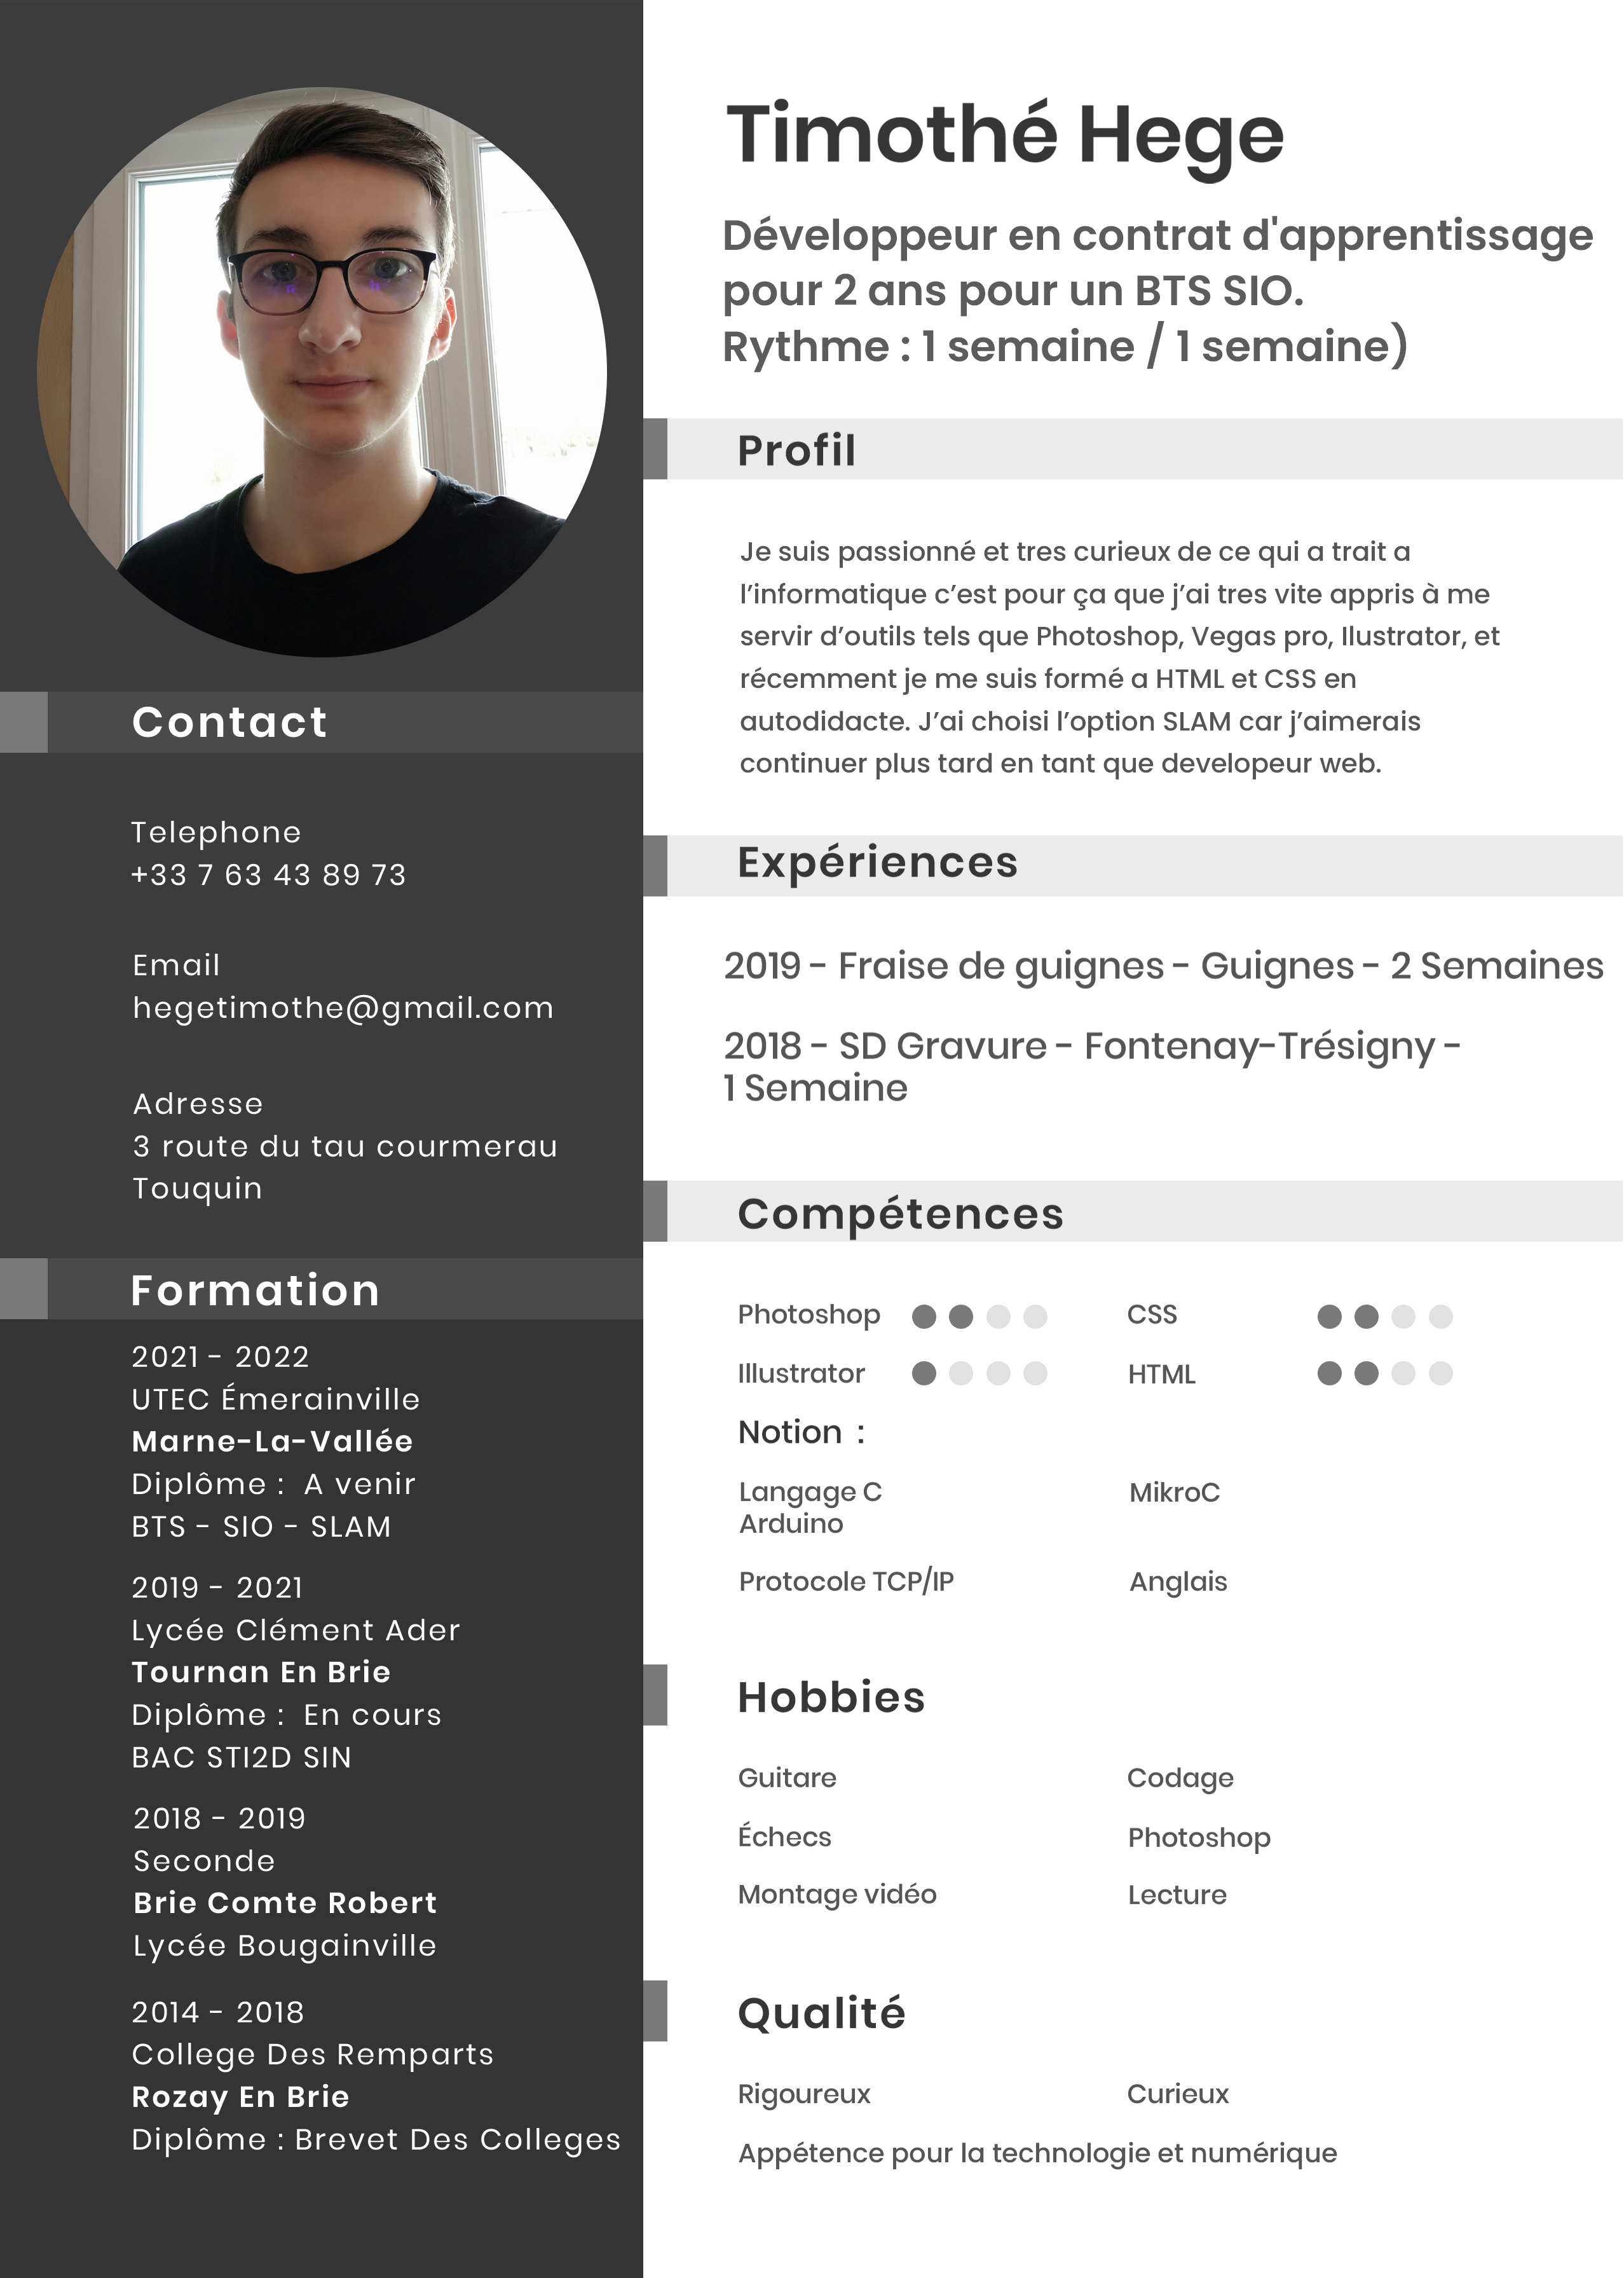 Timothé Hege
Développeur en contrat d'apprentissage
pour 2 ans pour un BTS SIO.
Rythme : 1 semaine / 1 semaine)
Contact
Telephone
+33 7 63 43 89 73
Email
hegetimothe@gmail.com
Adresse
3 route du tau courmerau
Touquin
Formation
2021 - 2022
UTEC Émerainville
Marne-La-Vallée
Diplôme : A venir
BTS - SIO - SLAM
2019 - 2021
Lycée Clément Ader
Tournan En Brie
Diplôme : En cours
BAC STI2D SIN
2018 - 2019
Seconde
Brie Comte Robert
Lycée Bougainville
2014 - 2018
College Des Remparts
Rozay En Brie
Diplôme : Brevet Des Colleges
Profil
Je suis passionné et tres curieux de ce qui a trait a
l’informatique c’est pour ça que j’ai tres vite appris à me
servir d’outils tels que Photoshop, Vegas pro, Ilustrator, et
récemment je me suis formé a HTML et CSS en
autodidacte. J’ai choisi l’option SLAM car j’aimerais
continuer plus tard en tant que developeur web.
Expériences
2019 - Fraise de guignes - Guignes - 2 Semaines
2018 - SD Gravure - Fontenay-Trésigny -
1 Semaine
Compétences
Photoshop CSS
Illustrator HTML
Notion :
Langage C MikroC
Arduino
Protocole TCP/IP Anglais
Hobbies
Guitare Codage
Échecs Photoshop
Montage vidéo Lecture
Qualité
Rigoureux Curieux
Appétence pour la technologie et numérique